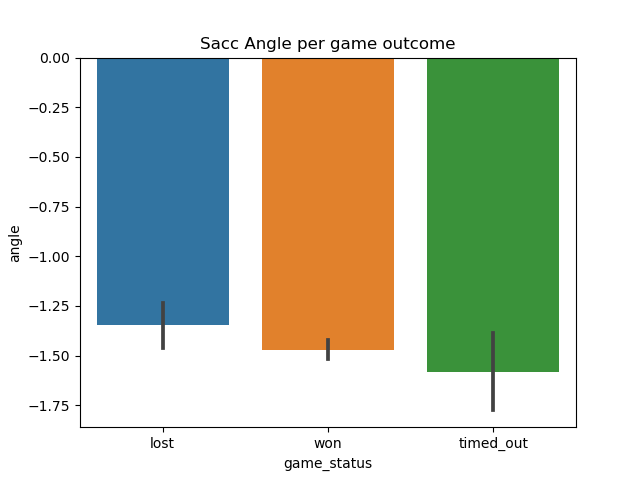 Sacc Angle per game outcome
0.00
−0.25
−0.50
−0.75
−1.00
−1.25
−1.50
−1.75
angle
lost won timed_out
game_status